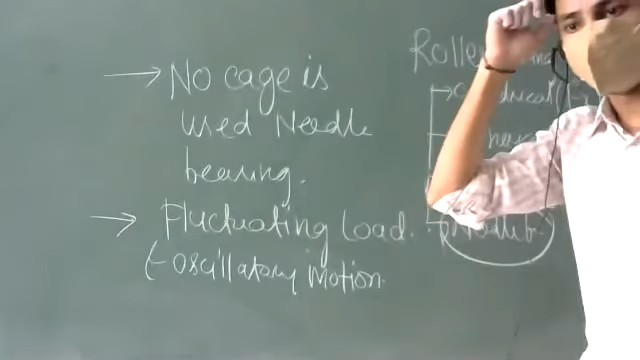 → No cage is
used Needle
bearing.
→ Fluctuating Load.
(- oscillatory motion
Roller